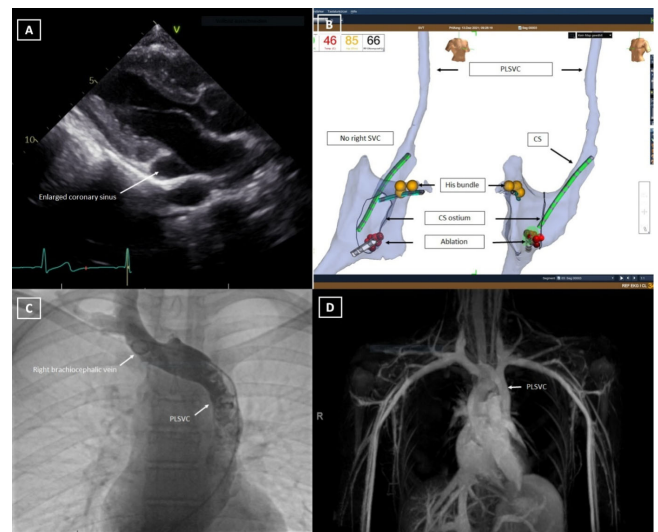 A
V
5
10
Enlarged coronary sinus
B
46
85
66
PLSVC
No right SVC
CS
His bundle
CS ostium
Ablation
C
Right brachiocephalic vein
PLSVC
D
PLSVC
R